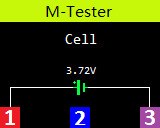 M-Tester
Cell
3.72V
+
1 2 3